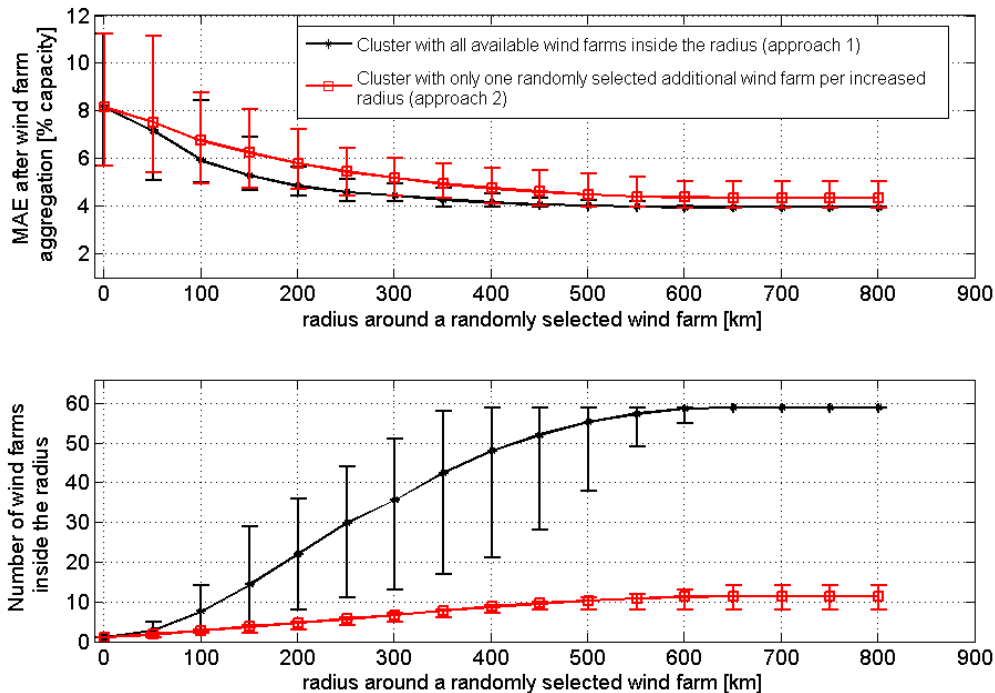 12
10
8
6
4
2
MAE after wind farm
aggregation [% capacity]
Cluster with all available wind farms inside the radius (approach 1)
Cluster with only one randomly selected additional wind farm per increased
radius (approach 2)
0 100 200 300 400 500 600 700 800 900
radius around a randomly selected wind farm [km]
60
50
40
30
20
10
0
Number of wind farms
inside the radius
0 100 200 300 400 500 600 700 800 900
radius around a randomly selected wind farm [km]